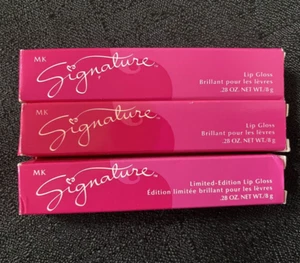 MK
Signature
Lip Gloss
Brillant pour les lèvres
.28 OZ. NET WT./8 g
MK
Signature
Lip Gloss
Brillant pour les lèvres
.28 OZ. NET WT./8 g
MK
Signature
Limited-Edition Lip Gloss
Édition limitée brillant pour les lèvres
.28 OZ. NET WT./8 g